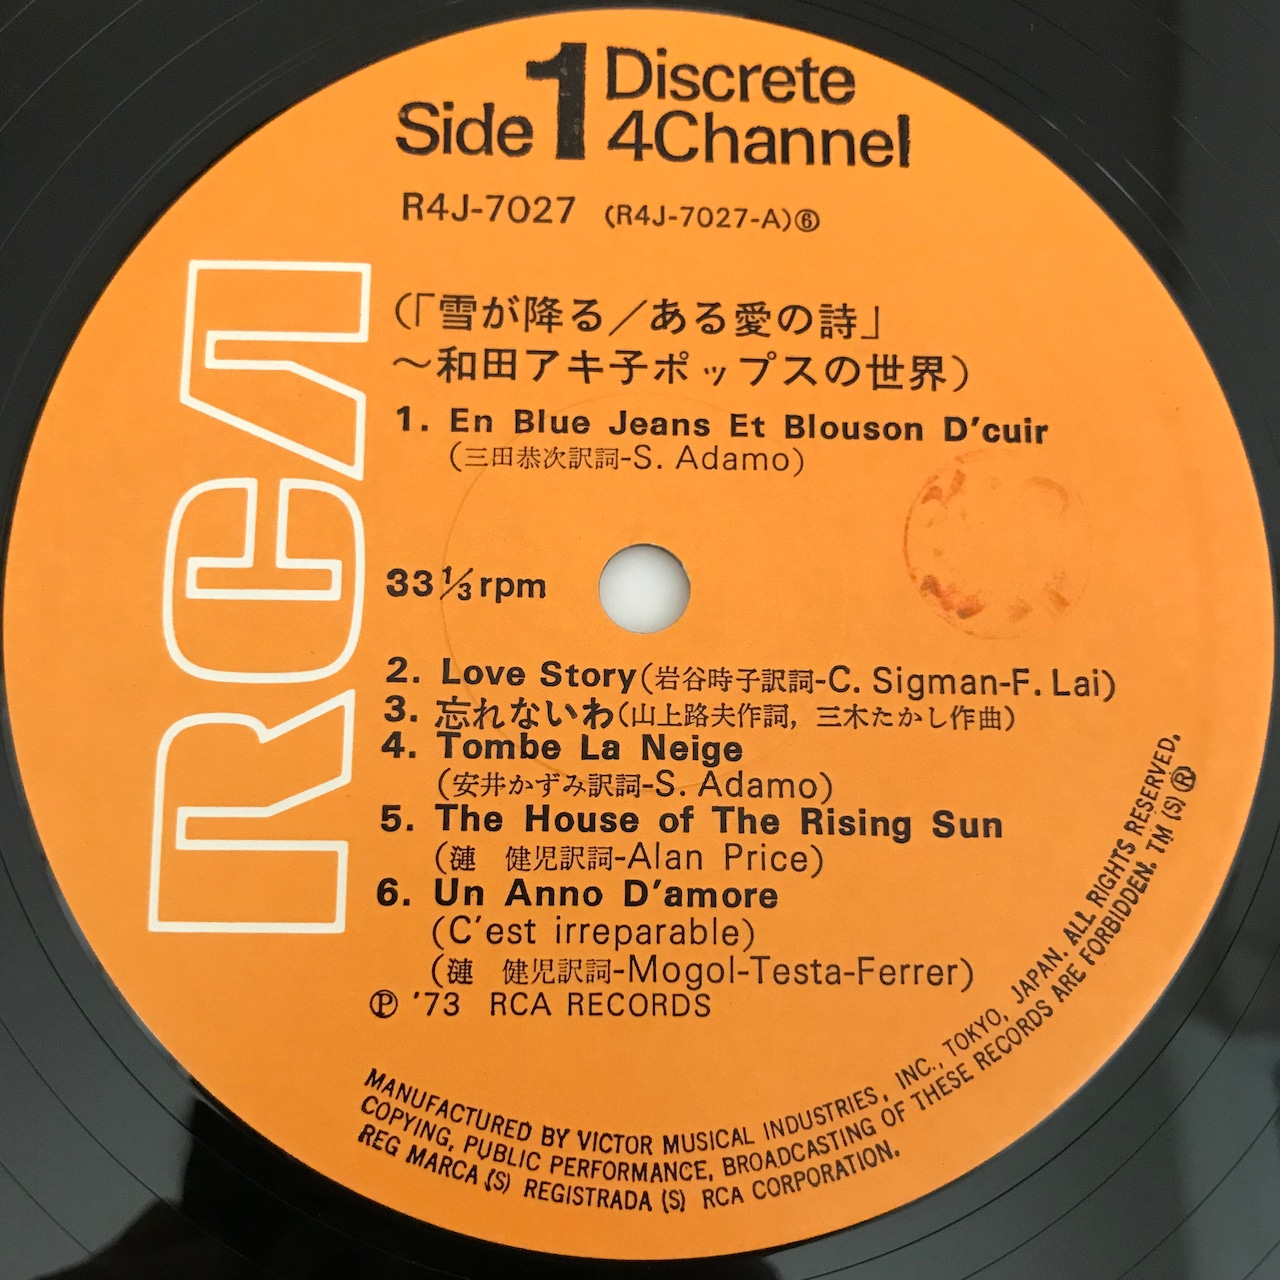 Side 1 Discrete 4Channel
R4J-7027 (R4J-7027-A)⑥
(「雪が降る/ある愛の詩」
〜和田アキ子ポップスの世界)
1. En Blue Jeans Et Blouson D'cuir
(三田恭次訳詞-S. Adamo)
RCA
33⅓rpm
2. Love Story(岩谷時子訳詞-C. Sigman-F. Lai)
3. 忘れないわ(山上路夫作詞, 三木たかし作曲)
4. Tombe La Neige
(安井かずみ訳詞-S. Adamo)
5. The House of The Rising Sun
(漣 健児訳詞-Alan Price)
6. Un Anno D'amore
(C'est irreparable)
(漣 健児訳詞-Mogol-Testa-Ferrer)
Ⓟ '73 RCA RECORDS
MANUFACTURED BY VICTOR MUSICAL INDUSTRIES, INC., TOKYO, JAPAN. ALL RIGHTS RESERVED.
COPYING, PUBLIC PERFORMANCE, BROADCASTING OF THESE RECORDS ARE FORBIDDEN. TM (S) ®
REG MARCA (S) REGISTRADA (S) RCA CORPORATION.